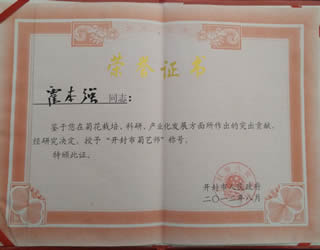 荣誉证书
霍本强 同志：
鉴于您在菊花栽培、科研、产业化发展方面所作出的突出贡献，
经研究决定，授予“开封市菊艺师”称号。
特颁此证。
开封市人民政府
二〇一二年八月